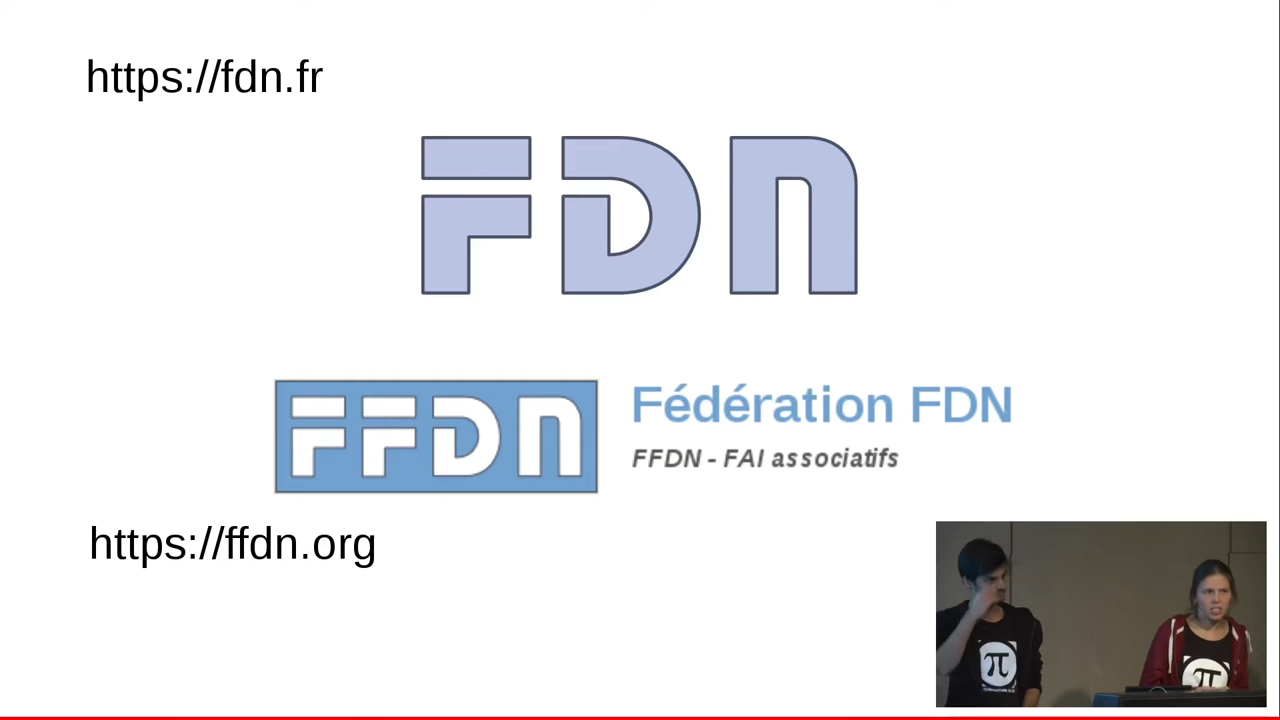 https://fdn.fr
FDN
FFDN
Fédération FDN
FFDN - FAI associatifs
https://ffdn.org
π
π